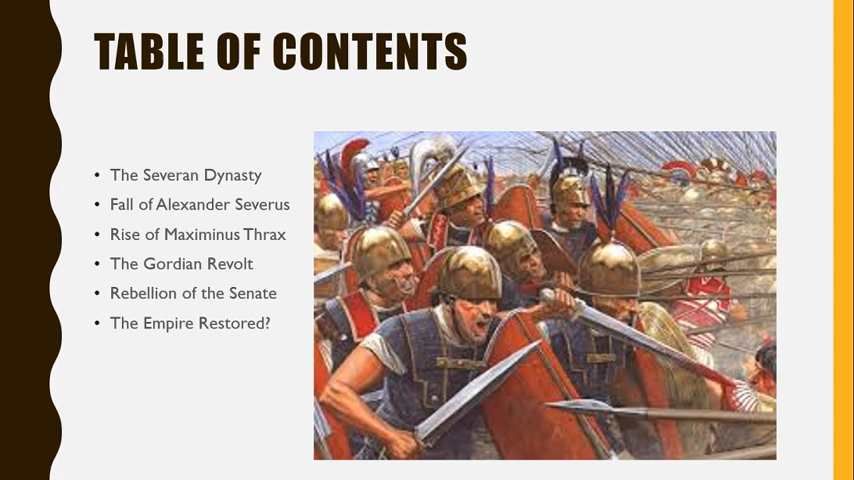 TABLE OF CONTENTS
• The Severan Dynasty
• Fall of Alexander Severus
• Rise of Maximinus Thrax
• The Gordian Revolt
• Rebellion of the Senate
• The Empire Restored?